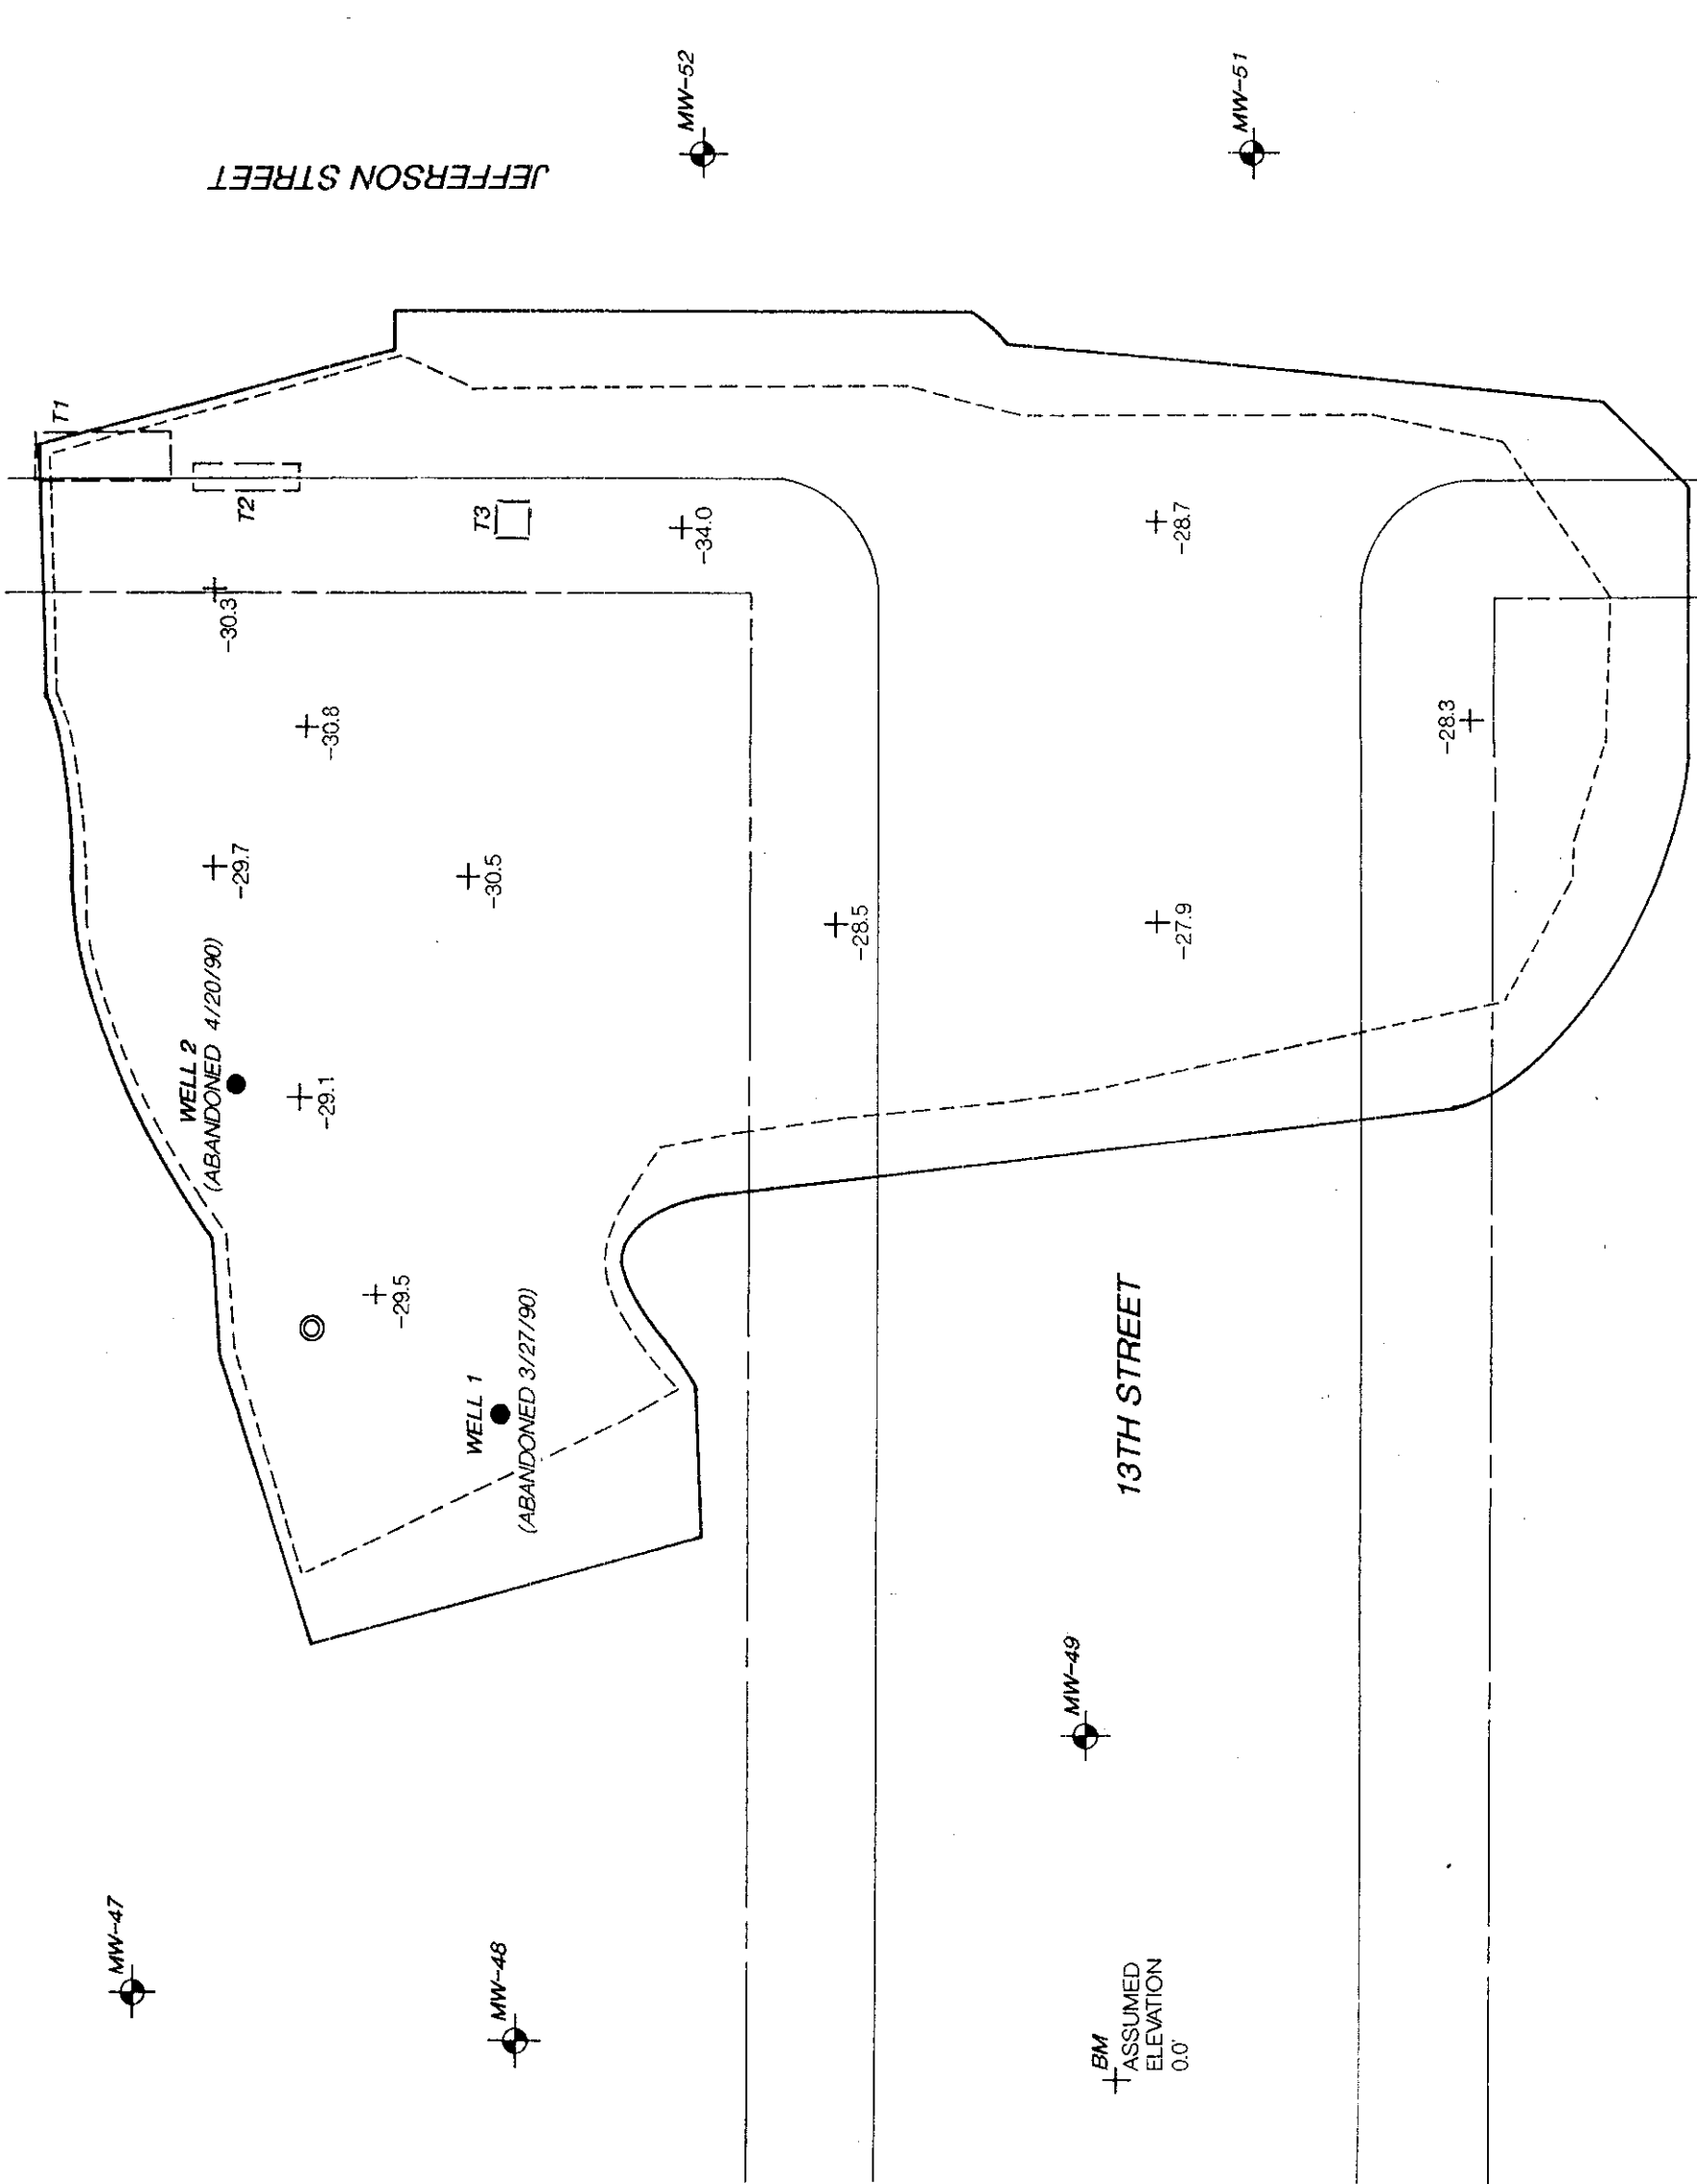 JEFFERSON STREET
MW-52
MW-51
T1
T2
T3
-34.0
-28.7
-30.3
-30.8
-28.3
-29.7
-30.5
-28.5
-27.9
WELL 2
(ABANDONED 4/20/90)
-29.1
-29.5
WELL 1
(ABANDONED 3/27/90)
13TH STREET
MW-49
MW-47
MW-48
BM
ASSUMED
ELEVATION
0.0'